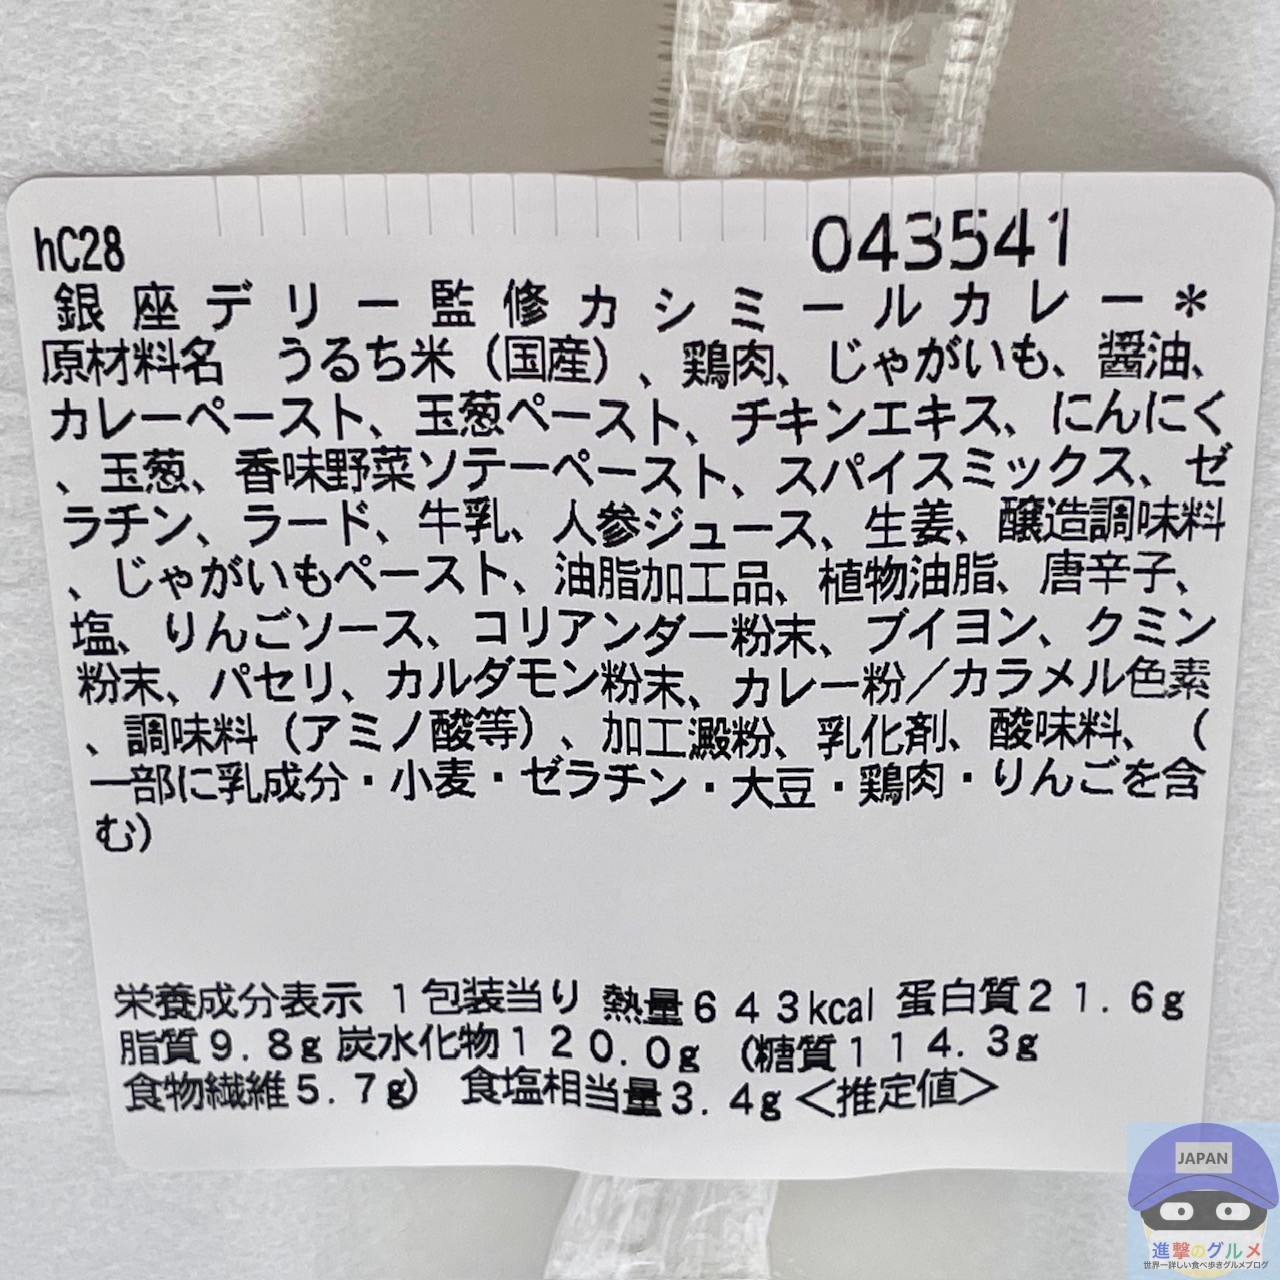 hC28
043541
銀座デリー監修カシミールカレー＊
原材料名　うるち米（国産）、鶏肉、じゃがいも、醤油、
カレーペースト、玉葱ペースト、チキンエキス、にんにく
、玉葱、香味野菜ソテーペースト、スパイスミックス、ゼ
ラチン、ラード、牛乳、人参ジュース、生姜、醸造調味料
、じゃがいもペースト、油脂加工品、植物油脂、唐辛子、
塩、りんごソース、コリアンダー粉末、ブイヨン、クミン
粉末、パセリ、カルダモン粉末、カレー粉／カラメル色素
、調味料（アミノ酸等）、加工澱粉、乳化剤、酸味料、（
一部に乳成分・小麦・ゼラチン・大豆・鶏肉・りんごを含
む）
栄養成分表示 １包装当り 熱量６４３kcal 蛋白質２１.６g
脂質９.８g 炭水化物１２０.０g（糖質１１４.３g
食物繊維５.７g） 食塩相当量３.４g＜推定値＞
JAPAN
進撃のグルメ
世界一詳しい食べ歩きグルメブログ